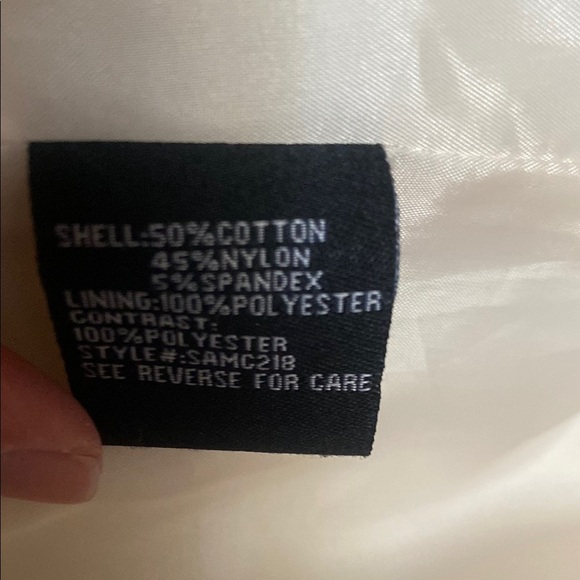 SHELL:50%COTTON
45%NYLON
5%SPANDEX
LINING:100%POLYESTER
CONTRAST:
100%POLYESTER
STYLE#:SAMC218
SEE REVERSE FOR CARE